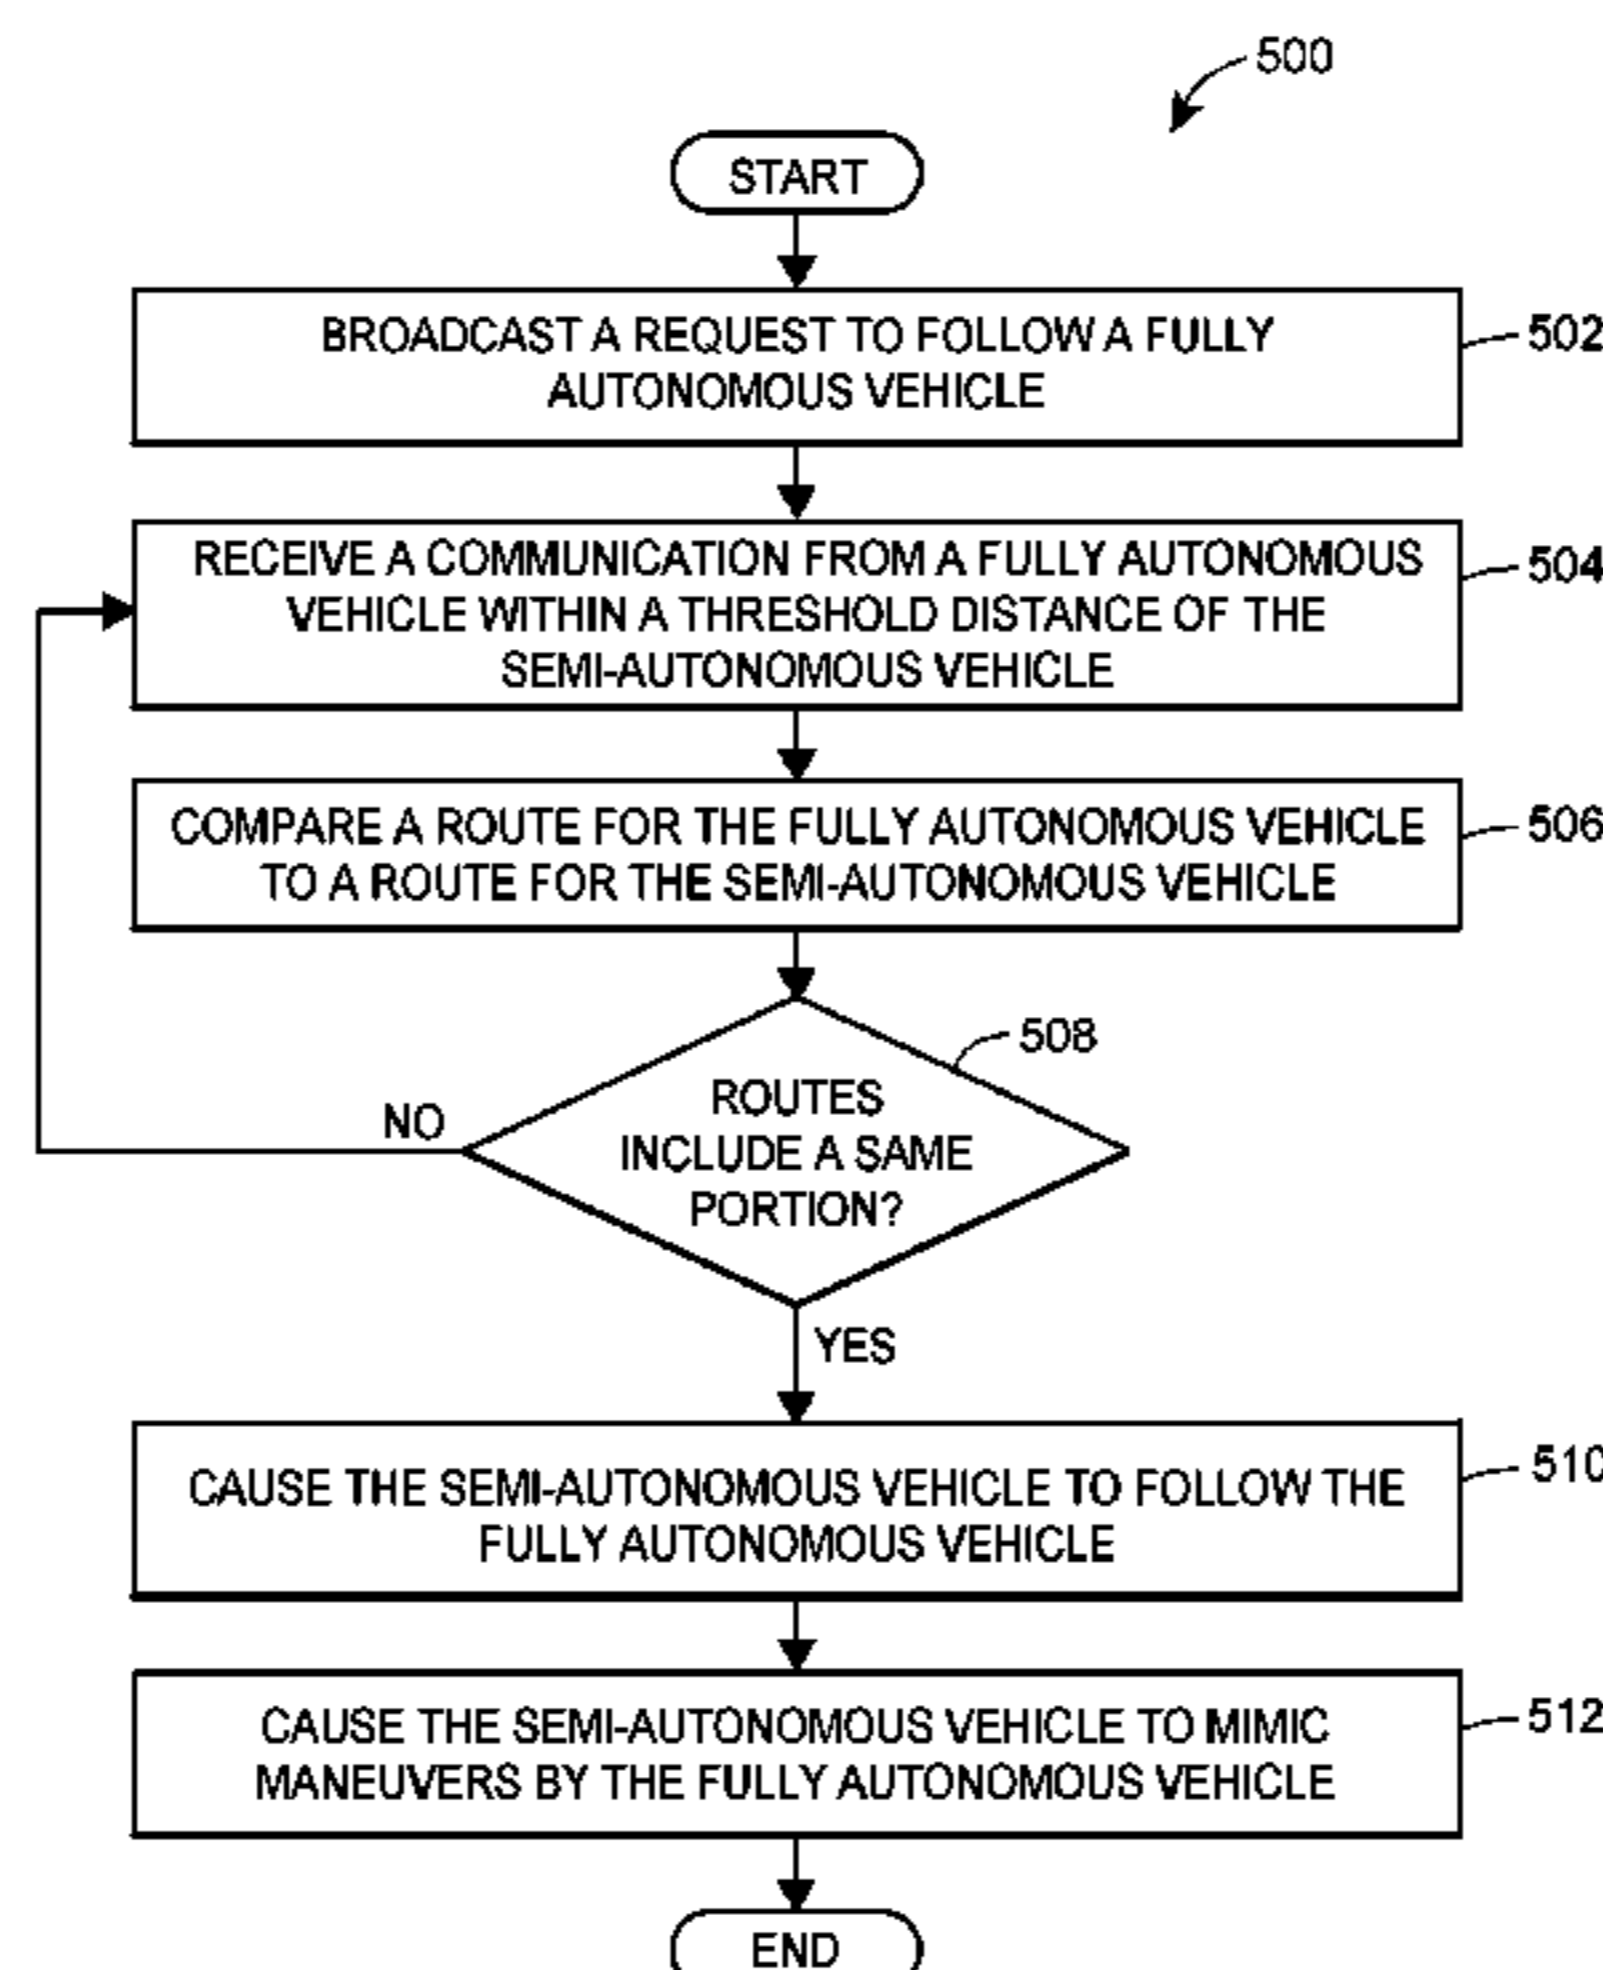 500
START
BROADCAST A REQUEST TO FOLLOW A FULLY
AUTONOMOUS VEHICLE
502
RECEIVE A COMMUNICATION FROM A FULLY AUTONOMOUS
VEHICLE WITHIN A THRESHOLD DISTANCE OF THE
SEMI-AUTONOMOUS VEHICLE
504
COMPARE A ROUTE FOR THE FULLY AUTONOMOUS VEHICLE
TO A ROUTE FOR THE SEMI-AUTONOMOUS VEHICLE
506
508
ROUTES
INCLUDE A SAME
PORTION?
NO
YES
CAUSE THE SEMI-AUTONOMOUS VEHICLE TO FOLLOW THE
FULLY AUTONOMOUS VEHICLE
510
CAUSE THE SEMI-AUTONOMOUS VEHICLE TO MIMIC
MANEUVERS BY THE FULLY AUTONOMOUS VEHICLE
512
END